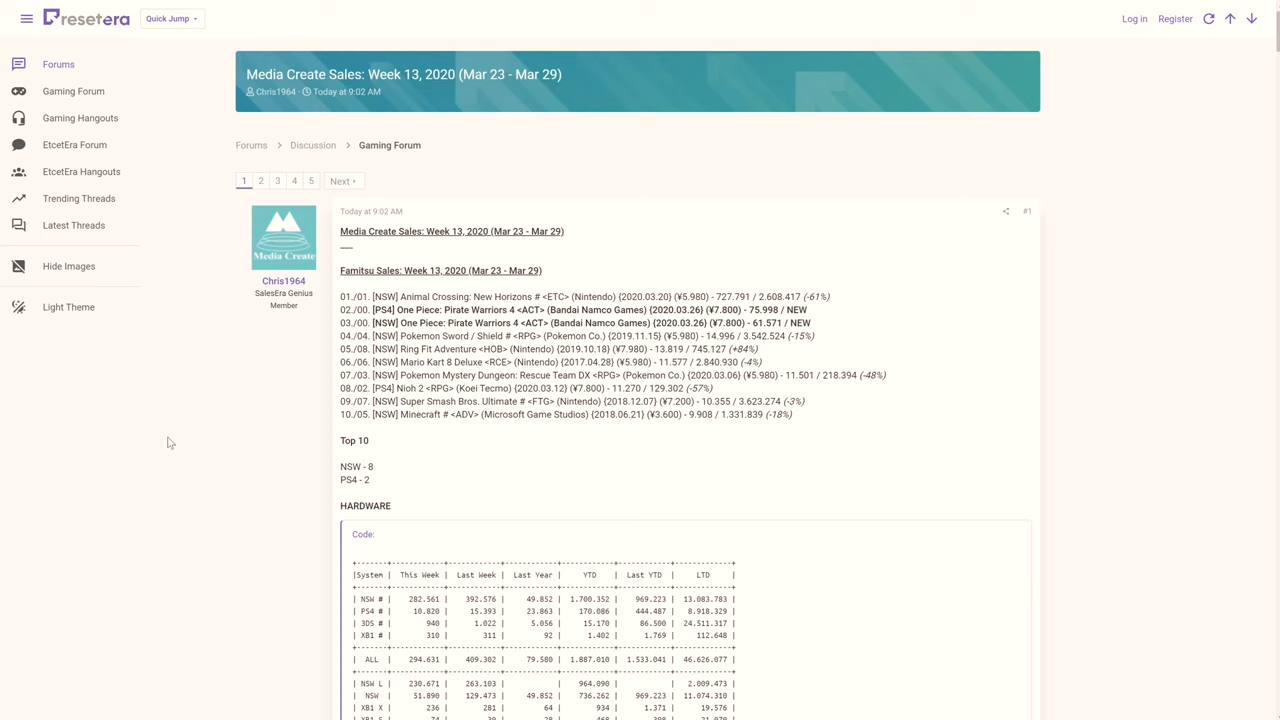 resetera
Quick Jump
Log in
Register
Forums
Gaming Forum
Gaming Hangouts
EtcetEra Forum
EtcetEra Hangouts
Trending Threads
Latest Threads
Hide Images
Light Theme
Media Create Sales: Week 13, 2020 (Mar 23 - Mar 29)
Chris1964 · Today at 9:02 AM
Forums > Discussion > Gaming Forum
1 2 3 4 5 Next
Media Create
Chris1964
SalesEra Genius
Member
Today at 9:02 AM #1
Media Create Sales: Week 13, 2020 (Mar 23 - Mar 29)
Famitsu Sales: Week 13, 2020 (Mar 23 - Mar 29)
01./01. [NSW] Animal Crossing: New Horizons # <ETC> (Nintendo) {2020.03.20} (¥5.980) - 727.791 / 2.608.417 (-61%)
02./00. [PS4] One Piece: Pirate Warriors 4 <ACT> (Bandai Namco Games) {2020.03.26} (¥7.800) - 75.998 / NEW
03./00. [NSW] One Piece: Pirate Warriors 4 <ACT> (Bandai Namco Games) {2020.03.26} (¥7.800) - 61.571 / NEW
04./04. [NSW] Pokemon Sword / Shield # <RPG> (Pokemon Co.) {2019.11.15} (¥5.980) - 14.996 / 3.542.524 (-15%)
05./08. [NSW] Ring Fit Adventure <HOB> (Nintendo) {2019.10.18} (¥7.980) - 13.819 / 745.127 (+84%)
06./06. [NSW] Mario Kart 8 Deluxe <RCE> (Nintendo) {2017.04.28} (¥5.980) - 11.577 / 2.840.930 (-4%)
07./03. [NSW] Pokemon Mystery Dungeon: Rescue Team DX <RPG> (Pokemon Co.) {2020.03.06} (¥5.980) - 11.501 / 218.394 (-48%)
08./02. [PS4] Nioh 2 <RPG> (Koei Tecmo) {2020.03.12} (¥7.800) - 11.270 / 129.302 (-57%)
09./07. [NSW] Super Smash Bros. Ultimate # <FTG> (Nintendo) {2018.12.07} (¥7.200) - 10.355 / 3.623.274 (-3%)
10./05. [NSW] Minecraft # <ADV> (Microsoft Game Studios) {2018.06.21} (¥3.600) - 9.908 / 1.331.839 (-18%)
Top 10
NSW - 8
PS4 - 2
HARDWARE
Code:
|System | This Week | Last Week | Last Year | YTD | Last YTD | LTD |
| NSW # | 282.561 | 392.576 | 49.852 | 1.700.352 | 969.223 | 13.083.783 |
| PS4 # | 10.820 | 15.393 | 23.863 | 170.086 | 444.487 | 8.918.329 |
| 3DS # | 940 | 1.022 | 5.056 | 15.170 | 86.500 | 24.511.317 |
| XB1 # | 310 | 311 | 92 | 1.402 | 1.769 | 112.648 |
| ALL | 294.631 | 409.302 | 79.580 | 1.887.010 | 1.533.041 | 46.626.077 |
| NSW L | 230.671 | 263.103 | | 964.090 | | 2.009.473 |
| NSW | 51.890 | 129.473 | 49.852 | 736.262 | 969.223 | 11.074.310 |
| XB1 X | 236 | 281 | 64 | 934 | 1.371 | 19.576 |